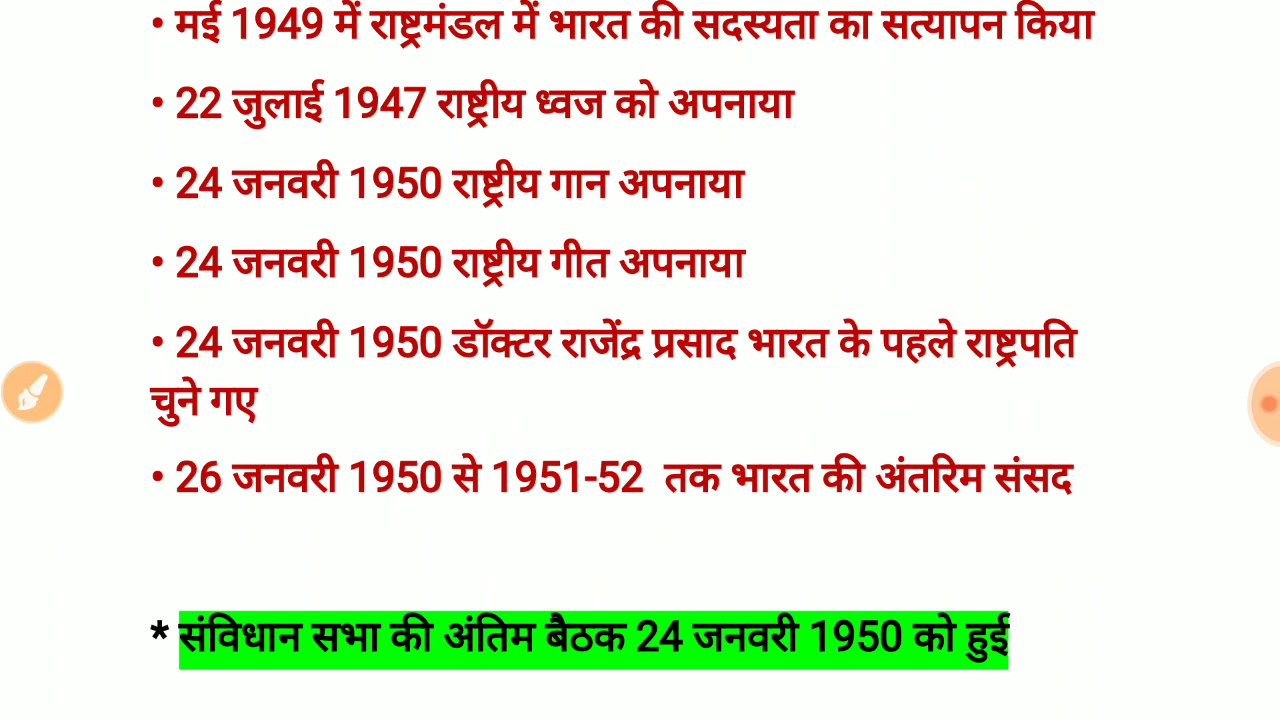 • मई 1949 में राष्ट्रमंडल में भारत की सदस्यता का सत्यापन किया
• 22 जुलाई 1947 राष्ट्रीय ध्वज को अपनाया
• 24 जनवरी 1950 राष्ट्रीय गान अपनाया
• 24 जनवरी 1950 राष्ट्रीय गीत अपनाया
• 24 जनवरी 1950 डॉक्टर राजेंद्र प्रसाद भारत के पहले राष्ट्रपति
चुने गए
• 26 जनवरी 1950 से 1951-52 तक भारत की अंतरिम संसद
* संविधान सभा की अंतिम बैठक 24 जनवरी 1950 को हुई